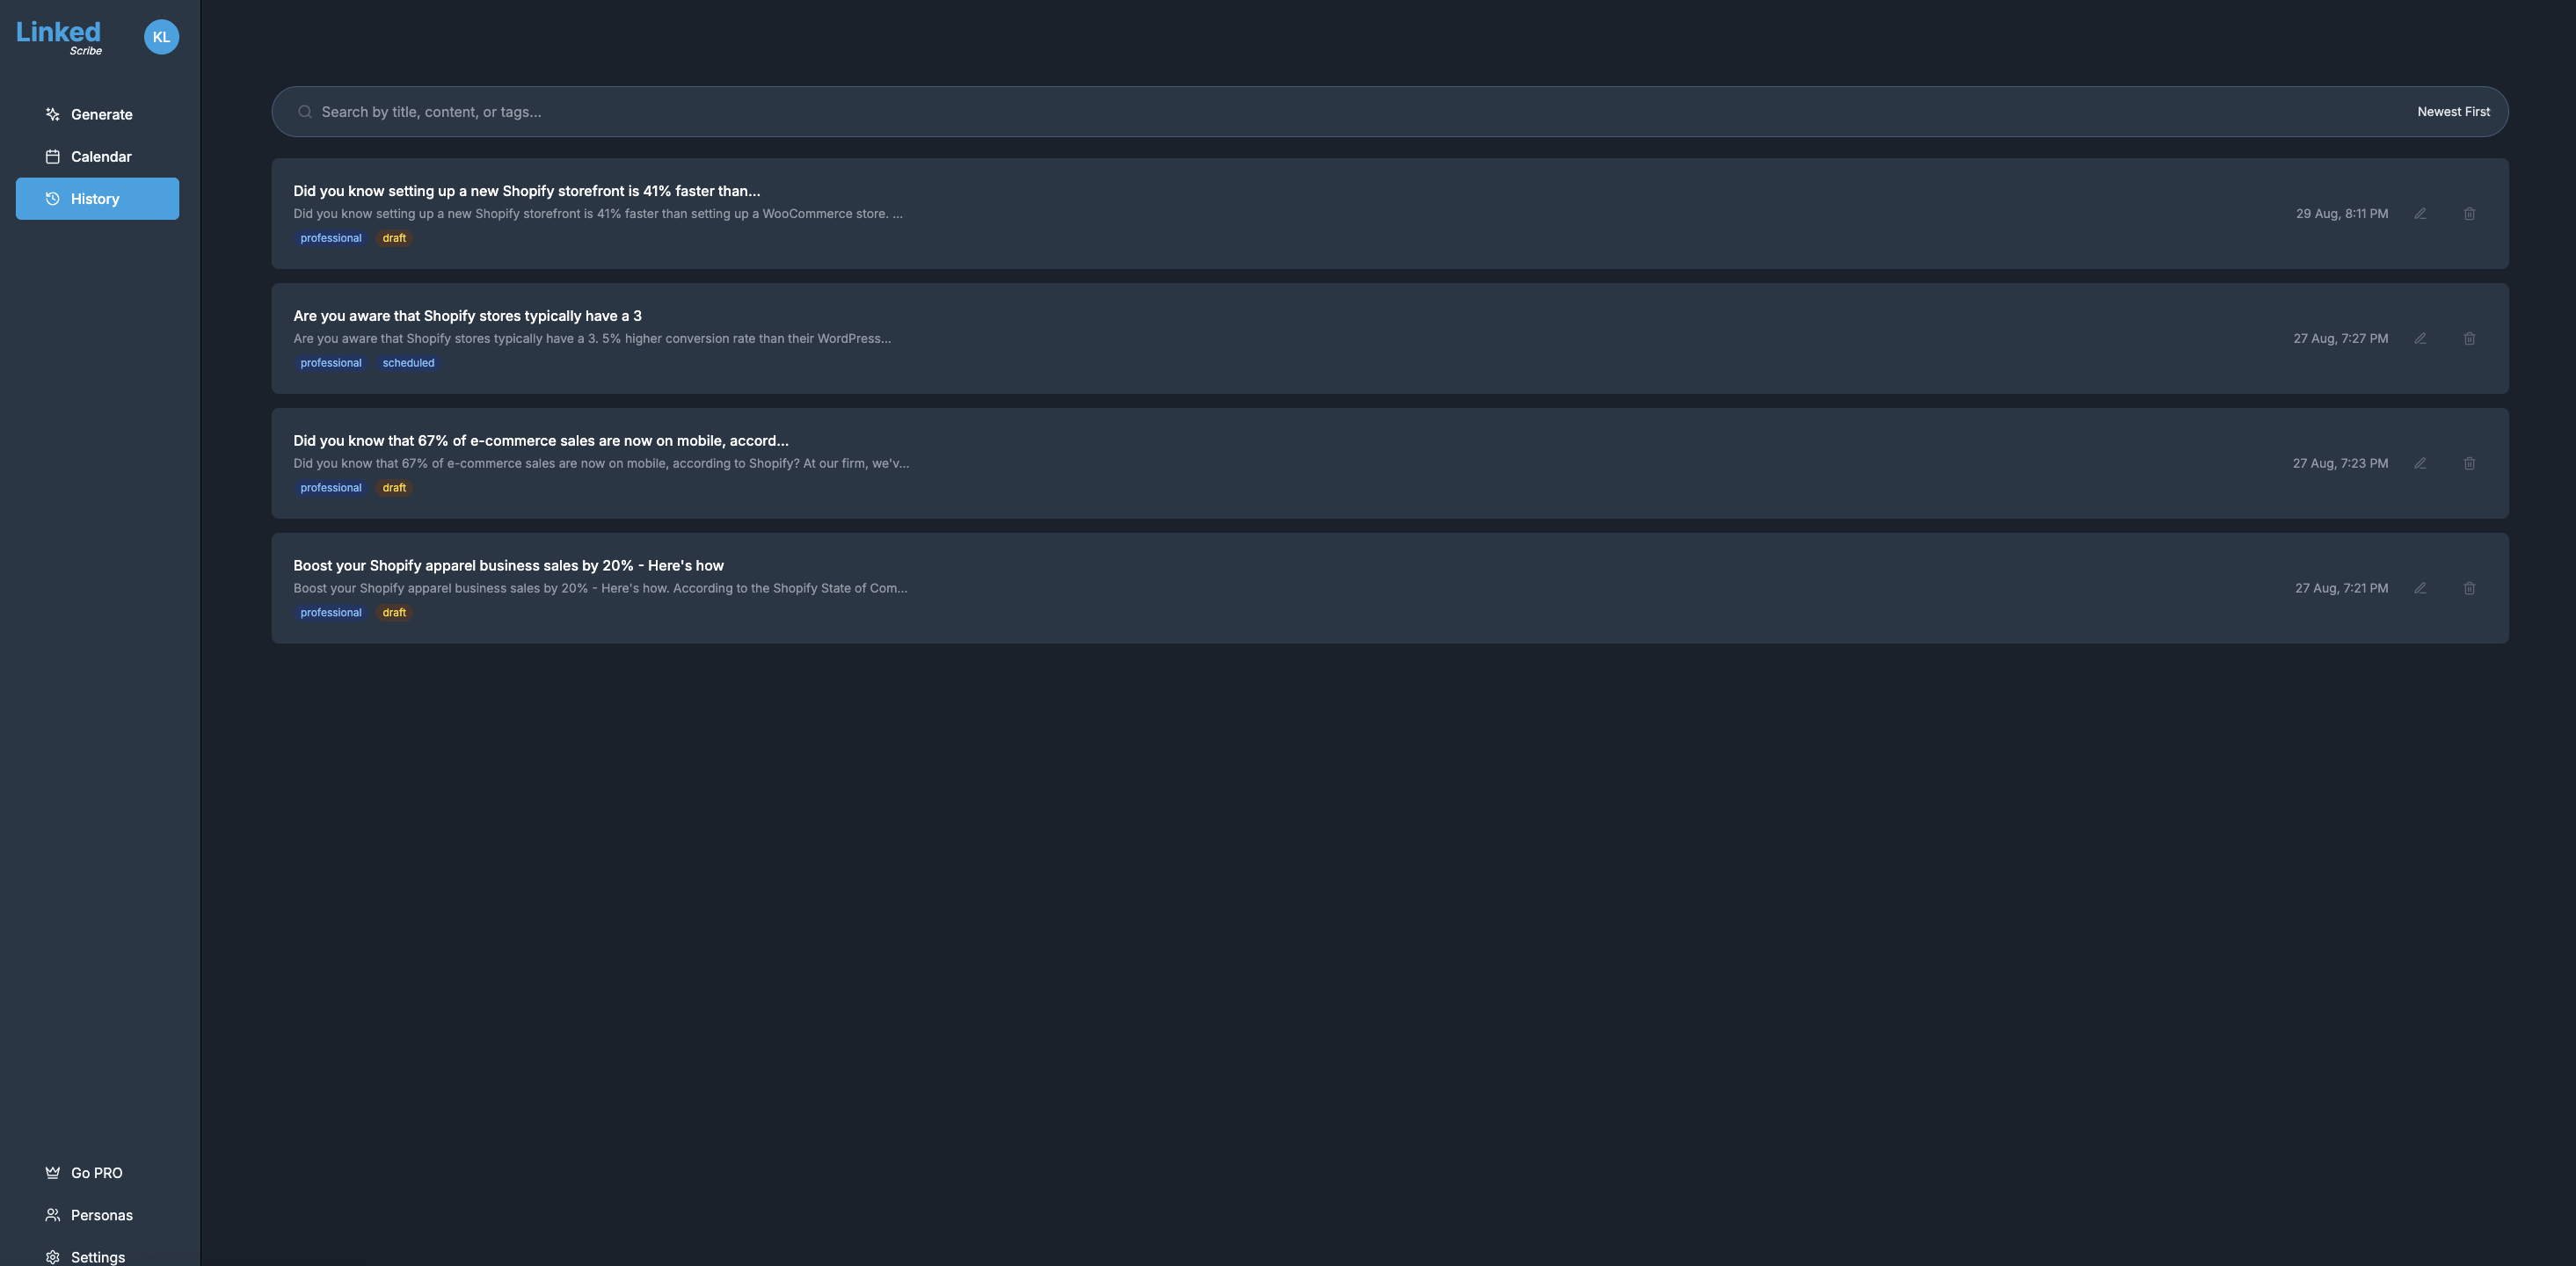 Linked
Scribe
KL
Generate
Calendar
History
Search by title, content, or tags...
Newest First
Did you know setting up a new Shopify storefront is 41% faster than...
Did you know setting up a new Shopify storefront is 41% faster than setting up a WooCommerce store. ...
professional draft
29 Aug, 8:11 PM
Are you aware that Shopify stores typically have a 3
Are you aware that Shopify stores typically have a 3. 5% higher conversion rate than their WordPress...
professional scheduled
27 Aug, 7:27 PM
Did you know that 67% of e-commerce sales are now on mobile, accord...
Did you know that 67% of e-commerce sales are now on mobile, according to Shopify? At our firm, we'v...
professional draft
27 Aug, 7:23 PM
Boost your Shopify apparel business sales by 20% - Here's how
Boost your Shopify apparel business sales by 20% - Here's how. According to the Shopify State of Com...
professional draft
27 Aug, 7:21 PM
Go PRO
Personas
Settings